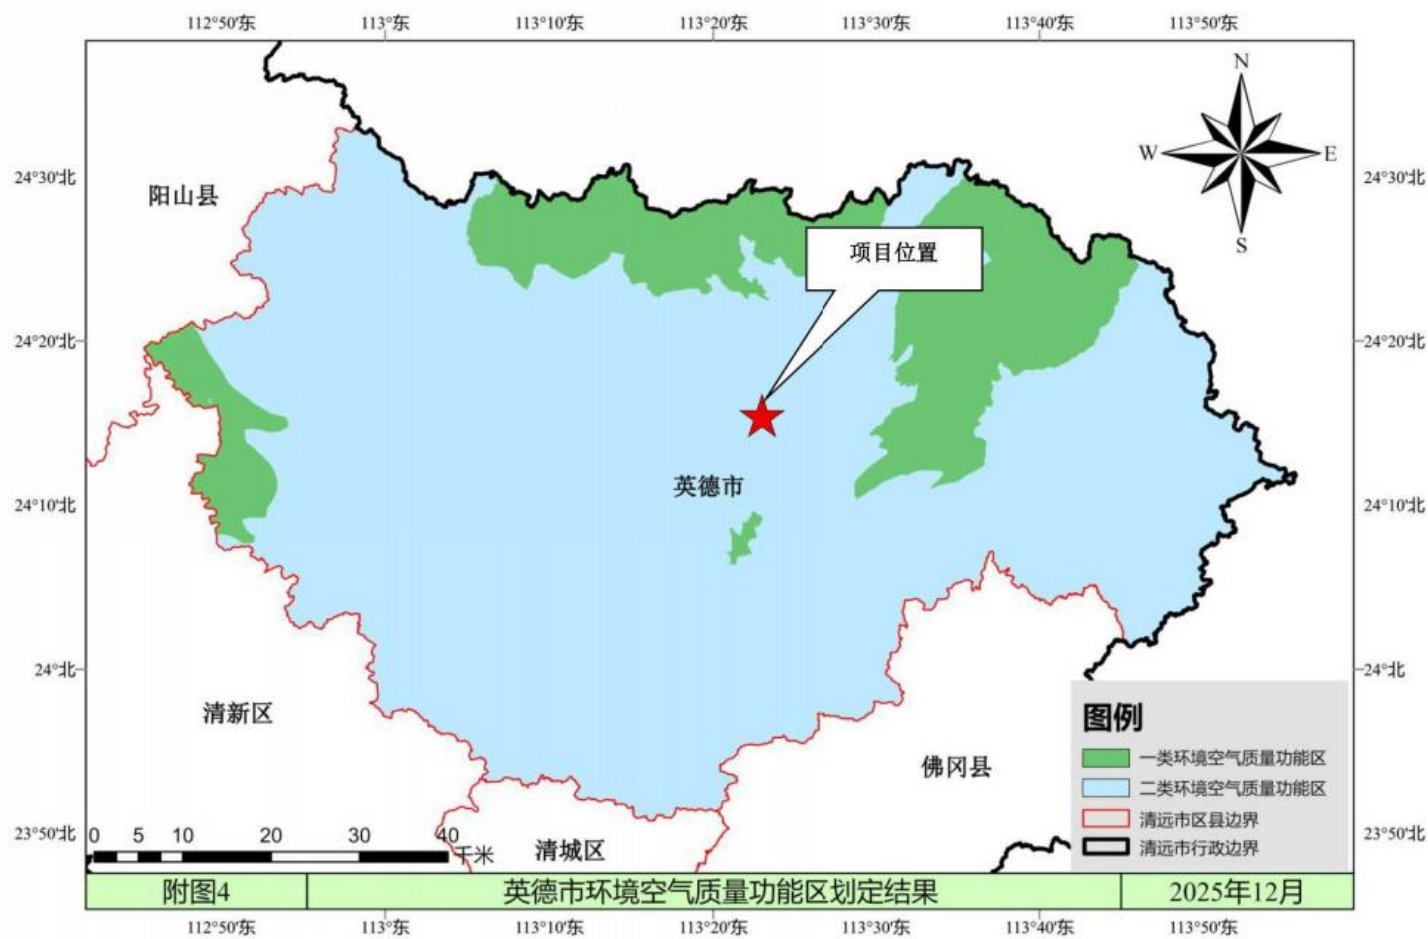 112°50'东 113°东 113°10'东 113°20'东 113°30'东 113°40'东 113°50'东
N
W E
S
24°30'北 24°30'北
阳山县
项目位置
24°20'北 24°20'北
英德市
24°10'北 24°10'北
24°北 24°北
清新区
图例
一类环境空气质量功能区
二类环境空气质量功能区
清远市区县边界
清远市行政边界
佛冈县
23°50'北 23°50'北
0 5 10 20 30 40
千米
清城区
附图4 英德市环境空气质量功能区划定结果 2025年12月
112°50'东 113°东 113°10'东 113°20'东 113°30'东 113°40'东 113°50'东